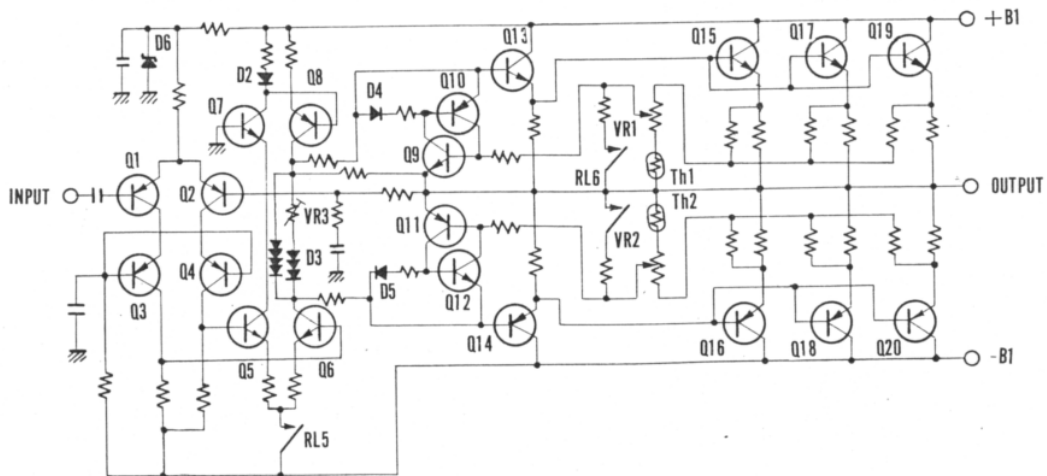 Q13
Q15
Q17
Q19
+B1
D6
D2
Q8
Q10
D4
Q7
Q9
VR1
Q1
RL6
Th1
INPUT
Q2
OUTPUT
Th2
VR3
Q11
VR2
D3
Q4
D5
Q3
Q12
Q14
Q16
Q18
Q20
-B1
Q5
Q6
RL5